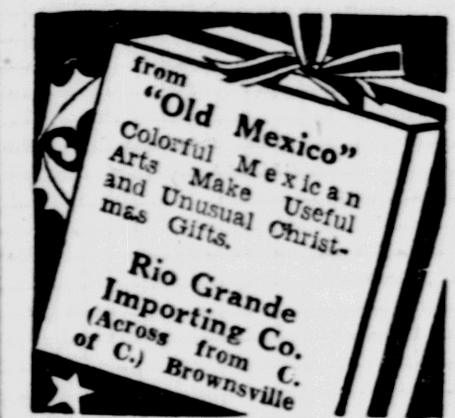 from
"Old Mexico"
Colorful Mexican
Arts Make Useful
and Unusual Christ-
mas Gifts.
Rio Grande
Importing Co.
(Across from C.
of C.) Brownsville